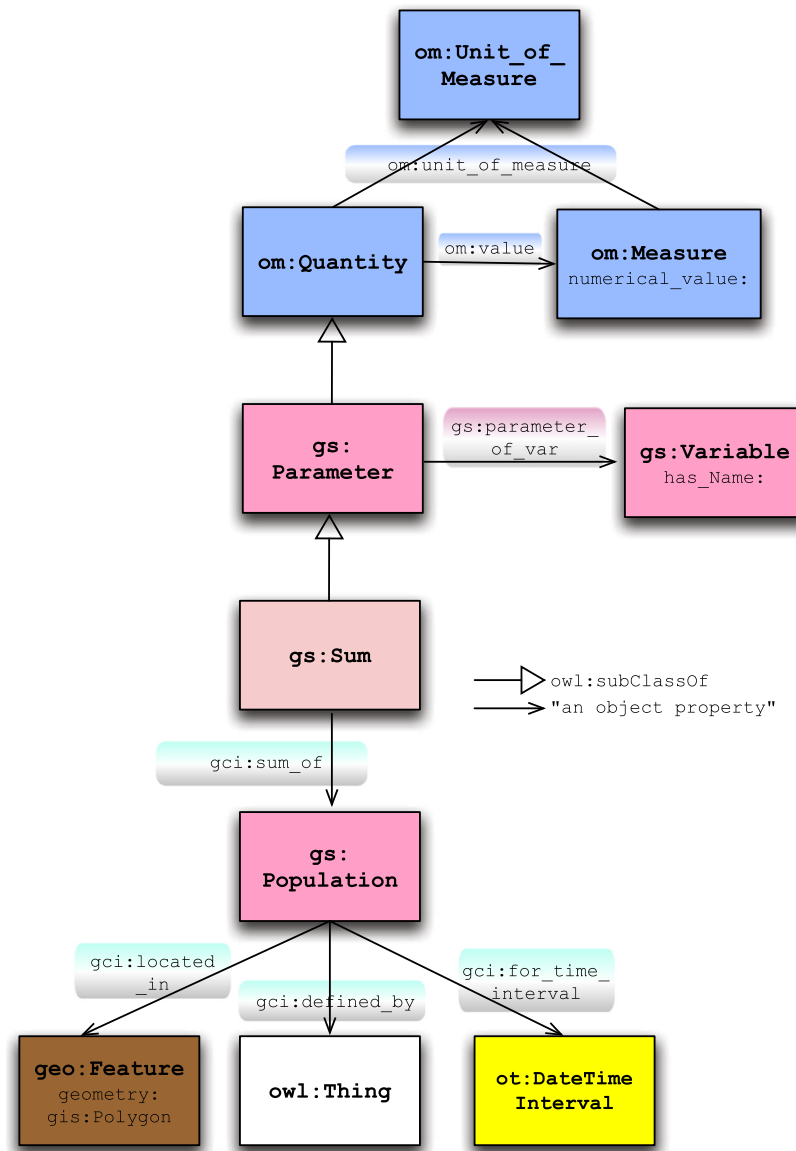 om:Unit_of_
Measure
om:unit_of_measure
om:Quantity
om:value
om:Measure
numerical_value:
gs:
Parameter
gs:parameter_
of_var
gs:Variable
has_Name:
gs:Sum
owl:subClassOf
"an object property"
gci:sum_of
gs:
Population
gci:located
_in
gci:defined_by
gci:for_time_
interval
geo:Feature
geometry:
gis:Polygon
owl:Thing
ot:DateTime
Interval